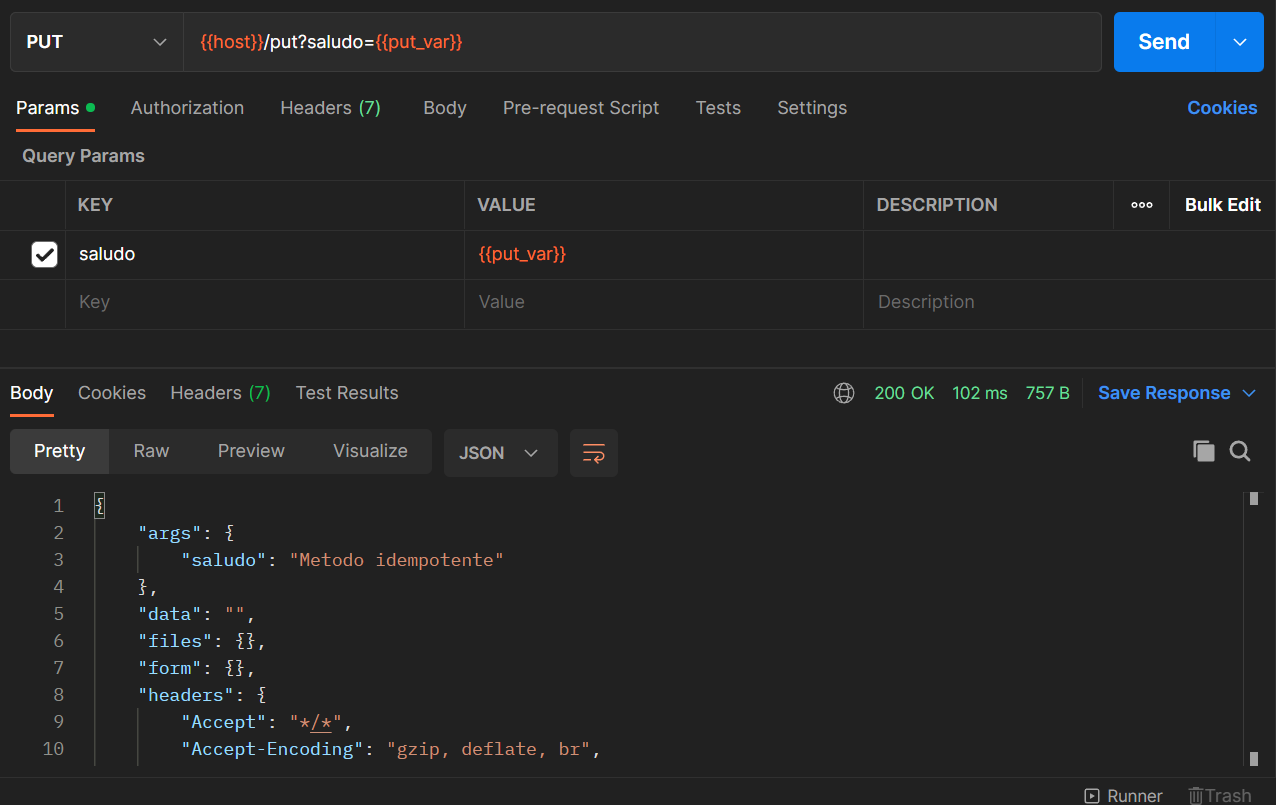 PUT {{host}}/put?saludo={{put_var}} Send
Params Authorization Headers (7) Body Pre-request Script Tests Settings Cookies
Query Params
KEY VALUE DESCRIPTION ooo Bulk Edit
saludo {{put_var}}
Key Value Description
Body Cookies Headers (7) Test Results 200 OK 102 ms 757 B Save Response
Pretty Raw Preview Visualize JSON
1 {
2 "args": {
3 "saludo": "Metodo idempotente"
4 },
5 "data": "",
6 "files": {},
7 "form": {},
8 "headers": {
9 "Accept": "*/*",
10 "Accept-Encoding": "gzip, deflate, br",
Runner Trash